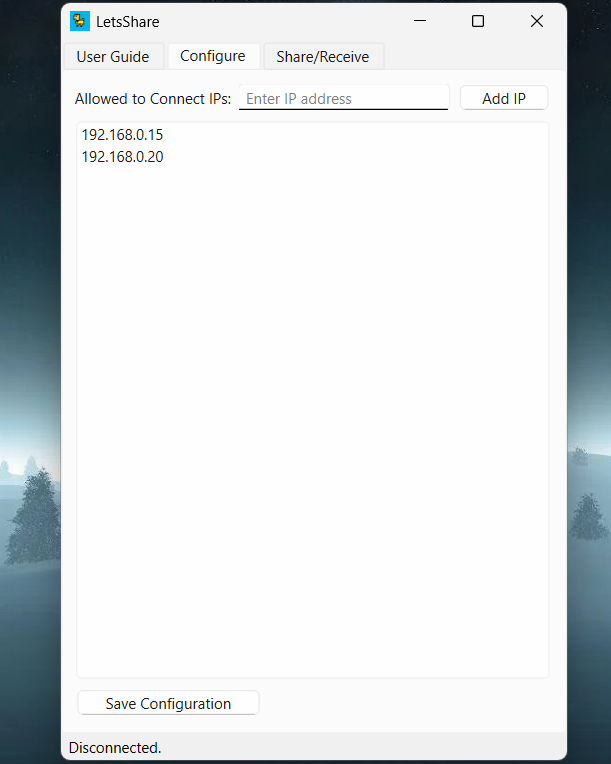 LetsShare
User Guide Configure Share/Receive
Allowed to Connect IPs: Enter IP address Add IP
192.168.0.15
192.168.0.20
Save Configuration
Disconnected.